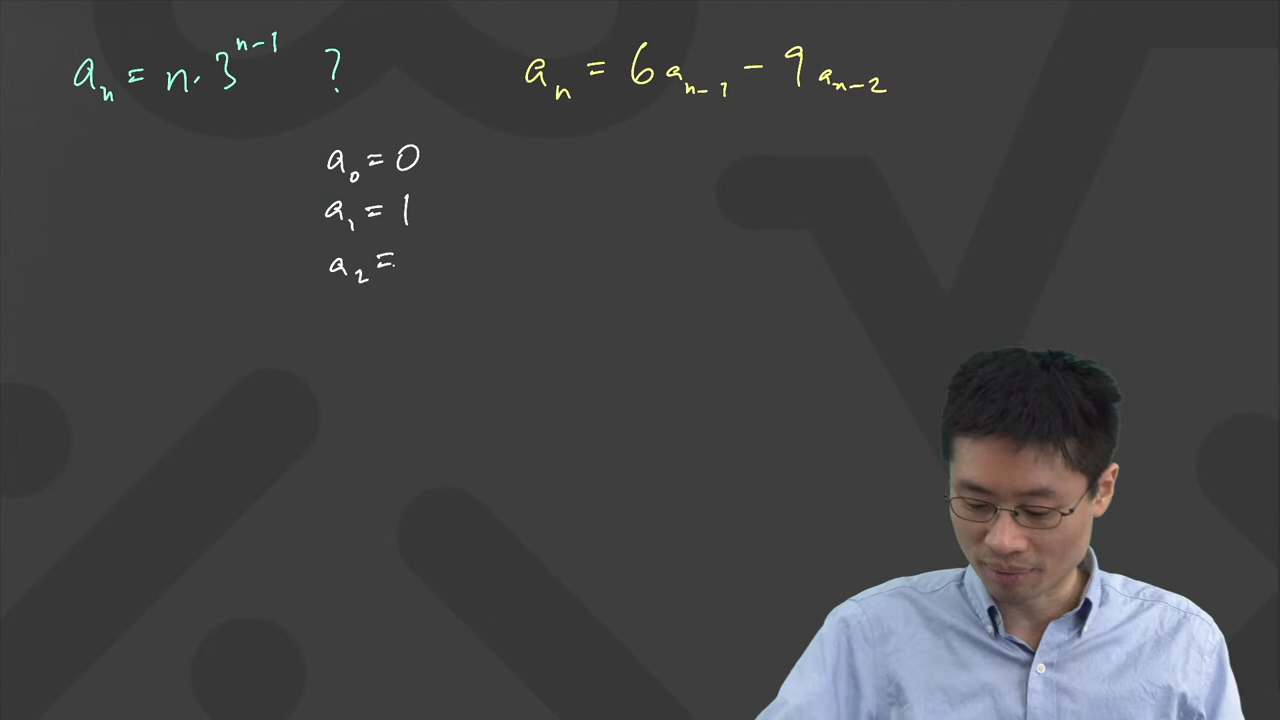 aₙ = n · 3ⁿ⁻¹ ?
aₙ = 6aₙ₋₁ − 9aₙ₋₂
a₀ = 0
a₁ = 1
a₂ =